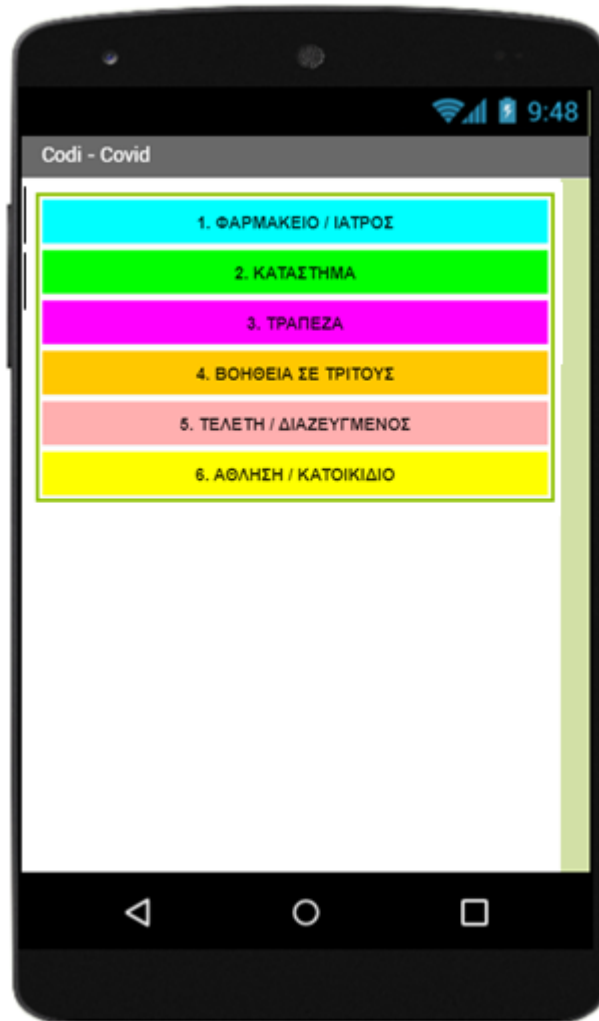 9:48
Codi - Covid
1. ΦΑΡΜΑΚΕΙΟ / ΙΑΤΡΟΣ
2. ΚΑΤΑΣΤΗΜΑ
3. ΤΡΑΠΕΖΑ
4. ΒΟΗΘΕΙΑ ΣΕ ΤΡΙΤΟΥΣ
5. ΤΕΛΕΤΗ / ΔΙΑΖΕΥΓΜΕΝΟΣ
6. ΑΘΛΗΣΗ / ΚΑΤΟΙΚΙΔΙΟ